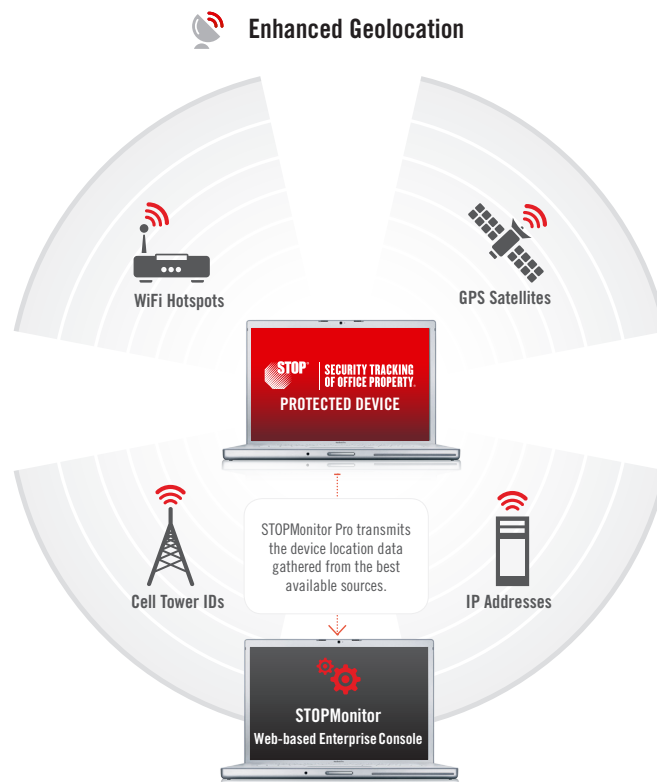 Enhanced Geolocation
WiFi Hotspots
GPS Satellites
STOP®
SECURITY TRACKING
OF OFFICE PROPERTY.
PROTECTED DEVICE
STOPMonitor Pro transmits
the device location data
gathered from the best
available sources.
Cell Tower IDs
IP Addresses
STOPMonitor
Web-based Enterprise Console